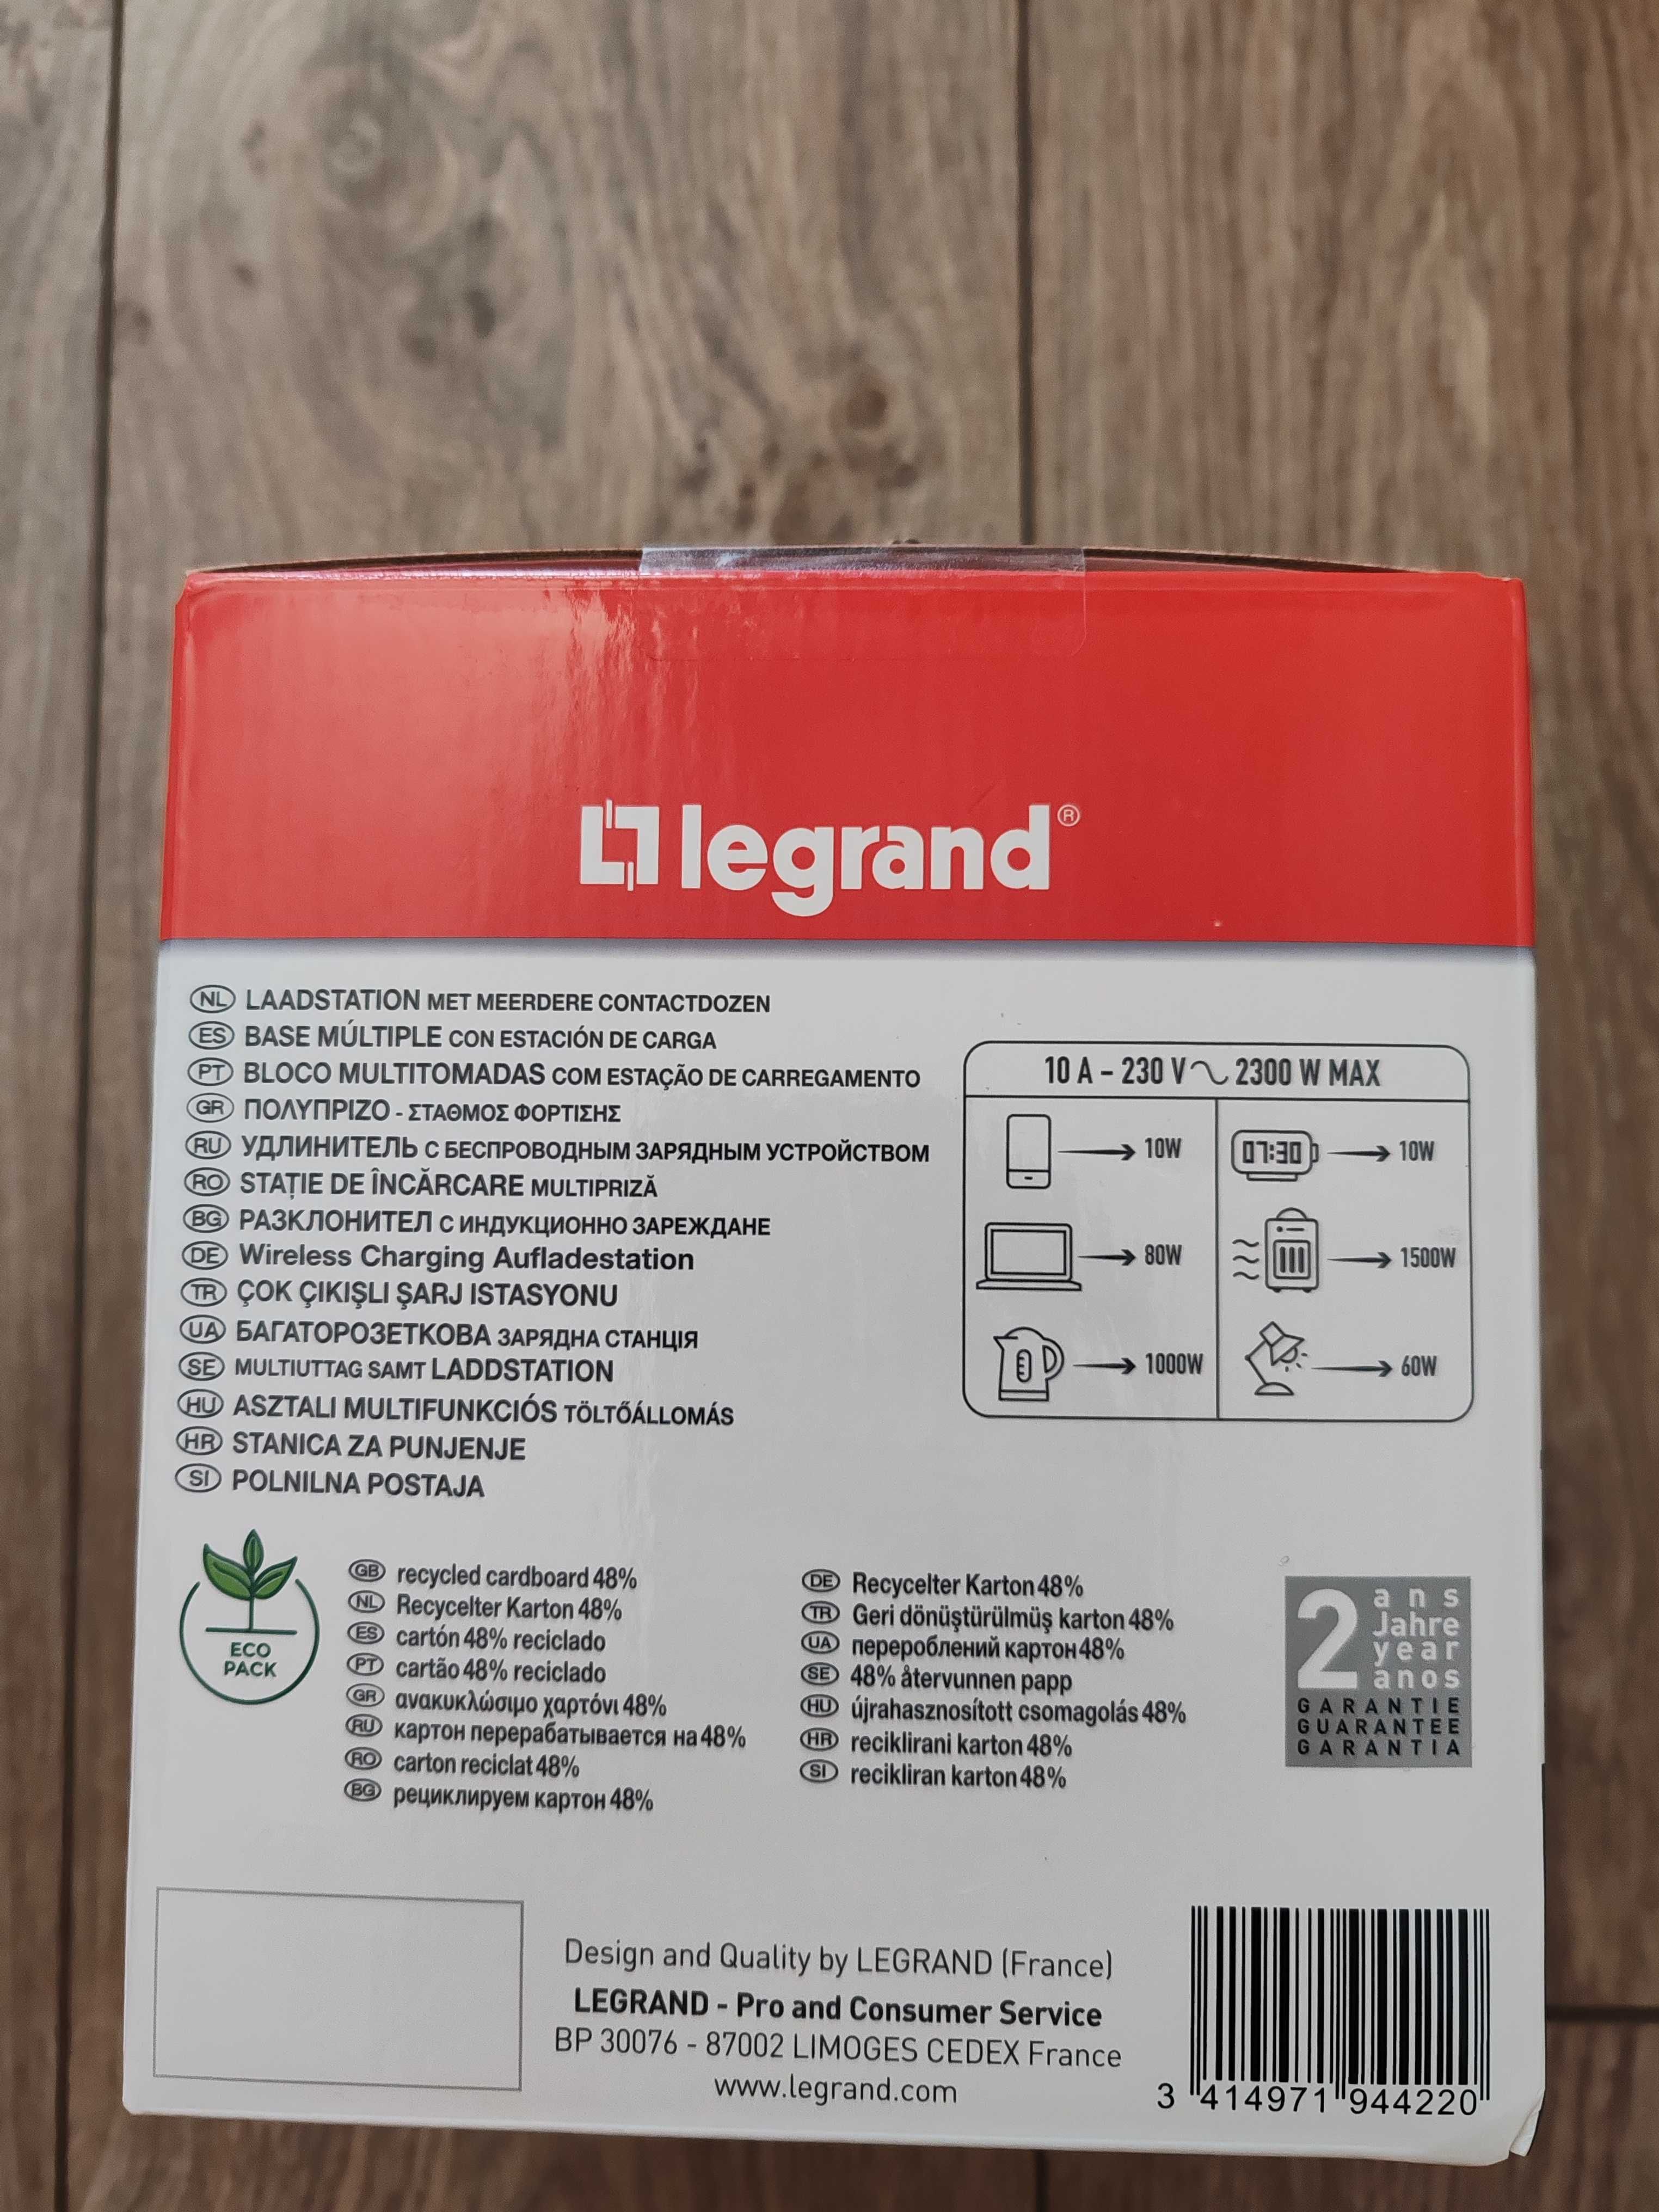 legrand®
NL LAADSTATION MET MEERDERE CONTACTDOZEN
ES BASE MÚLTIPLE CON ESTACIÓN DE CARGA
PT BLOCO MULTITOMADAS COM ESTAÇÃO DE CARREGAMENTO
GR ΠΟΛΥΠΡΙΖΟ - ΣΤΑΘΜΟΣ ΦΟΡΤΙΣΗΣ
RU УДЛИНИТЕЛЬ С БЕСПРОВОДНЫМ ЗАРЯДНЫМ УСТРОЙСТВОМ
RO STAȚIE DE ÎNCĂRCARE MULTIPRIZĂ
BG РАЗКЛОНИТЕЛ С ИНДУКЦИОННО ЗАРЕЖДАНЕ
DE Wireless Charging Aufladestation
TR ÇOK ÇIKIŞLI ŞARJ ISTASYONU
UA БАГАТОРОЗЕТКОВА ЗАРЯДНА СТАНЦІЯ
SE MULTIUTTAG SAMT LADDSTATION
HU ASZTALI MULTIFUNKCIÓS TÖLTŐÁLLOMÁS
HR STANICA ZA PUNJENJE
SI POLNILNA POSTAJA
10 A – 230 V ~ 2300 W MAX
10W
07:30 10W
80W
1500W
1000W
60W
ECO
PACK
GB recycled cardboard 48%
NL Recycelter Karton 48%
ES cartón 48% reciclado
PT cartão 48% reciclado
GR ανακυκλώσιμο χαρτόνι 48%
RU картон перерабатывается на 48%
RO carton reciclat 48%
BG рециклируем картон 48%
DE Recycelter Karton 48%
TR Geri dönüştürülmüş karton 48%
UA перероблений картон 48%
SE 48% återvunnen papp
HU újrahasznosított csomagolás 48%
HR reciklirani karton 48%
SI recikliran karton 48%
2 ans
Jahre
year
anos
GARANTIE
GUARANTEE
GARANTIA
Design and Quality by LEGRAND (France)
LEGRAND - Pro and Consumer Service
BP 30076 - 87002 LIMOGES CEDEX France
www.legrand.com
3 414971 944220